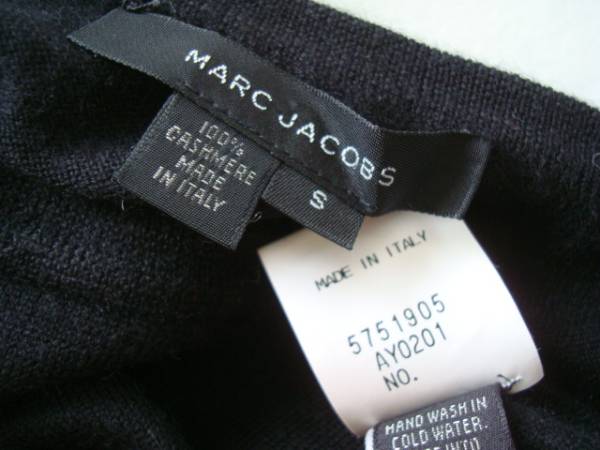 MARC JACOBS
100%
CASHMERE
MADE
IN ITALY
S
MADE IN ITALY
5751905
AY0201
NO.
HAND WASH IN
COLD WATER.